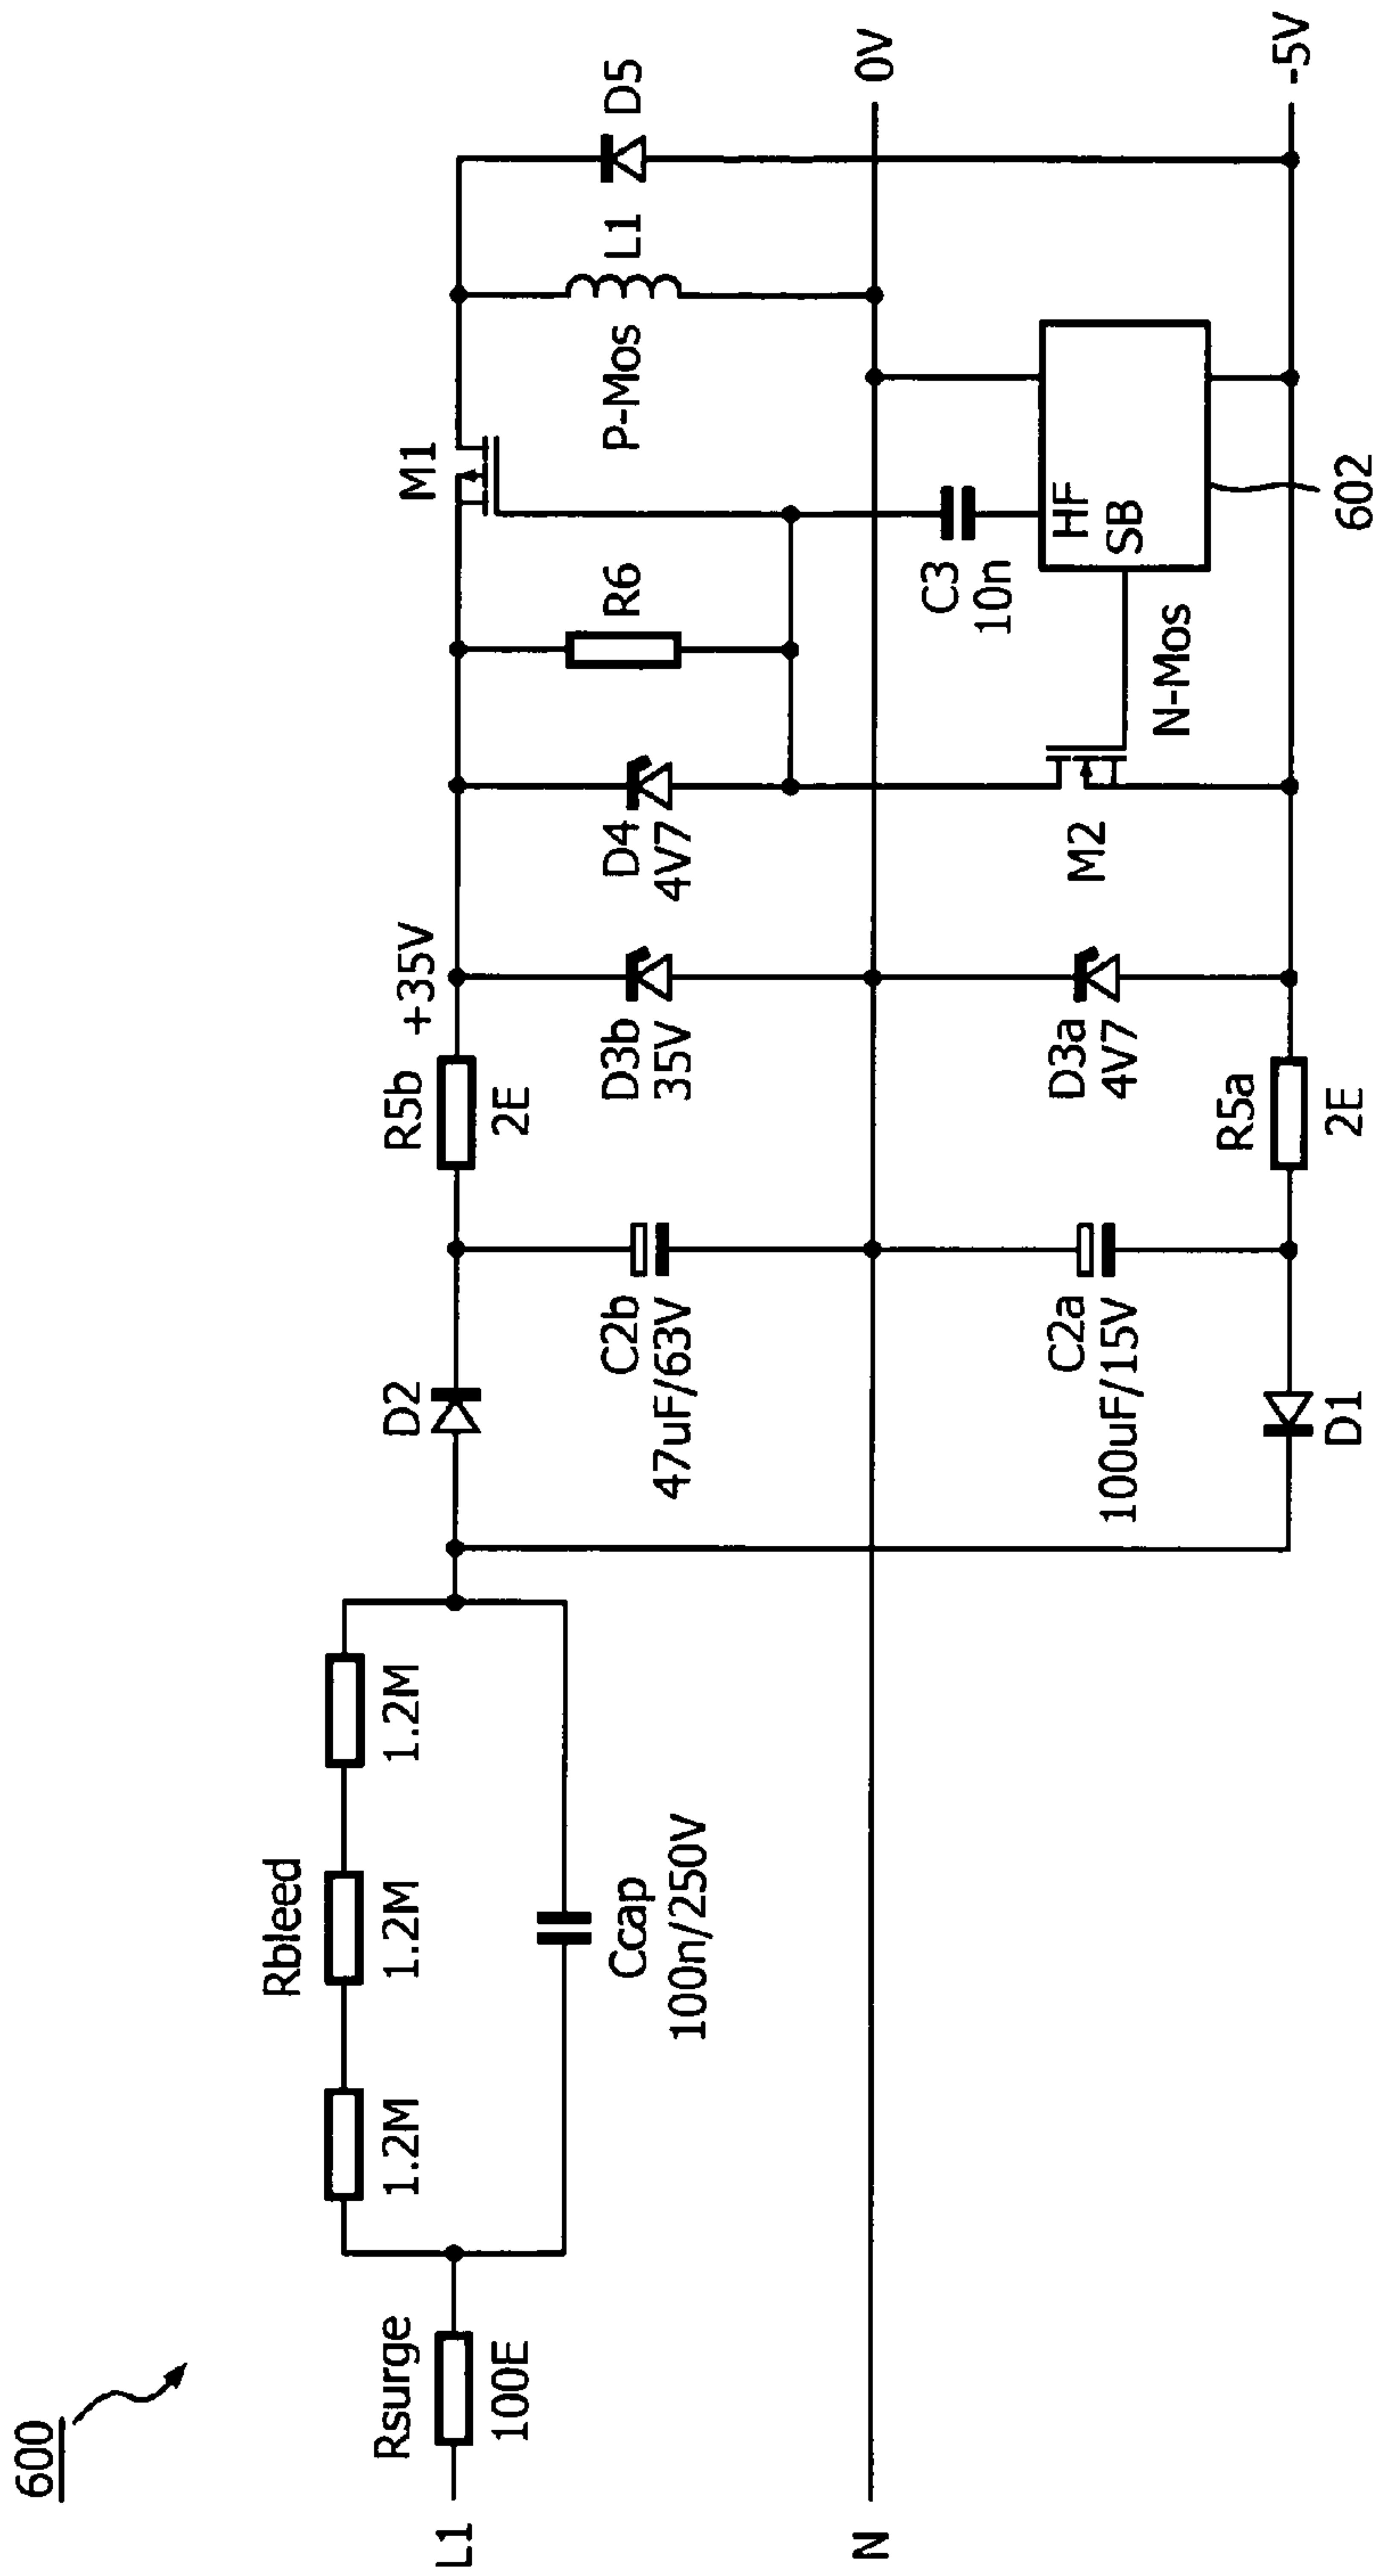 600
L1
Rsurge
100E
Rbleed
1.2M
1.2M
1.2M
Ccap
100n/250V
N
D2
D1
C2b
47uF/63V
C2a
100uF/15V
R5b
2E
R5a
2E
+35V
D3b
35V
D3a
4V7
D4
4V7
M2
N-Mos
R6
C3
10n
HF
SB
602
M1
P-Mos
L1
D5
0V
-5V